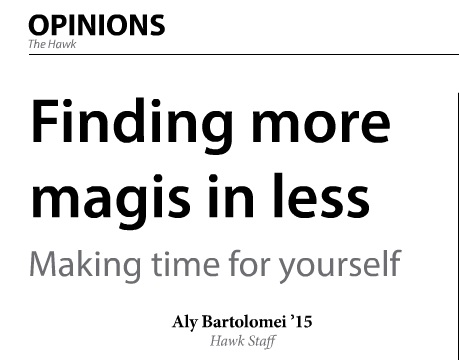 OPINIONS
The Hawk
Finding more
magis in less
Making time for yourself
Aly Bartolomei ’15
Hawk Staff